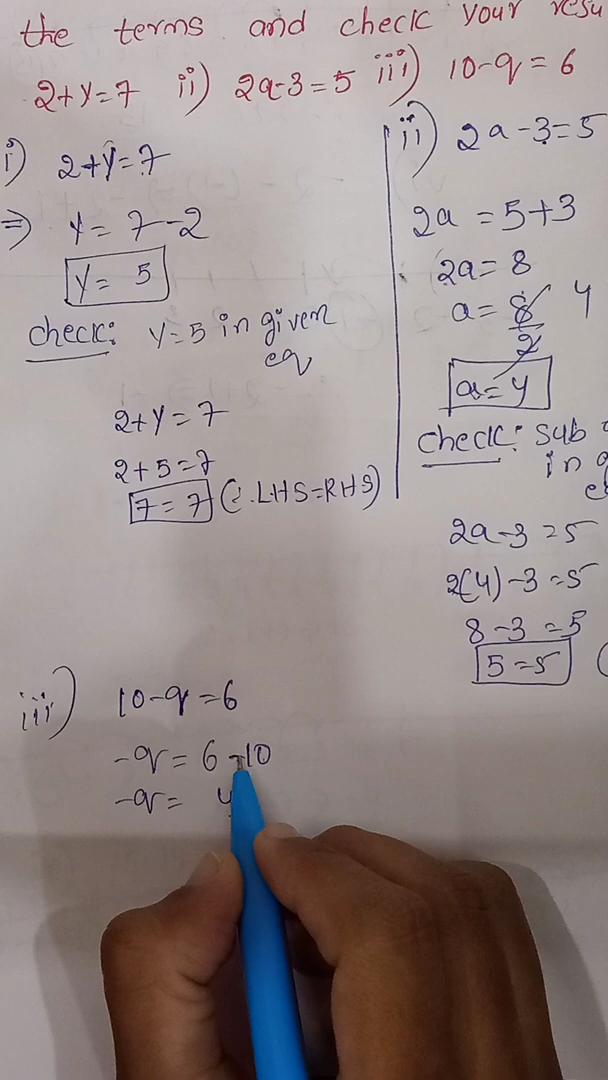 the terms and check your
2+y=7 ii) 2a-3=5 iii) 10-q=6
i) 2+y=7
⇒ y= 7-2
y= 5
check: y=5 in given
eq
2+y=7
2+5=7
7=7 (∵LHS=RHS)
ii) 2a-3=5
2a =5+3
2a=8
a=8/2 4
a=4
check: sub
in
2a-3=5
2(4)-3=5
8-3=5
5=5 (
iii) 10-q=6
-q= 6-10
-q= 4